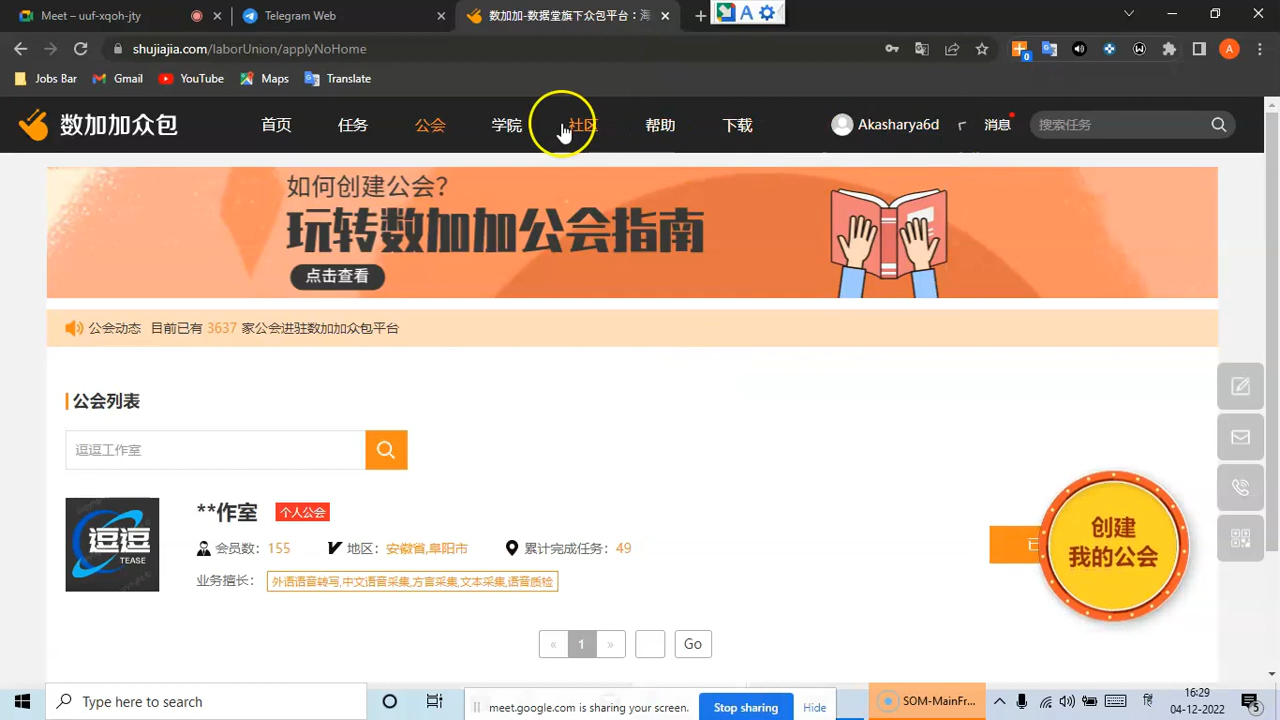 Meet - uuf-xqoh-jty
Telegram Web
数加加-数据堂旗下众包平台：海
A
shujiajia.com/laborUnion/applyNoHome
0
A
Jobs Bar
Gmail
YouTube
Maps
Translate
数加加众包
首页
任务
公会
学院
社区
帮助
下载
Akasharya6d
消息
搜索任务
如何创建公会?
玩转数加加公会指南
点击查看
公会动态 目前已有 3637 家公会进驻数加加众包平台
公会列表
逗逗工作室
逗逗
TEASE
**作室
个人公会
会员数：155
地区：安徽省,阜阳市
累计完成任务：49
业务擅长：
外语语音转写,中文语音采集,方言采集,文本采集,语音质检
已
创建
我的公会
«
1
»
Go
Type here to search
meet.google.com is sharing your screen.
Stop sharing
Hide
SOM-MainFr...
16:29
04-12-2022
5